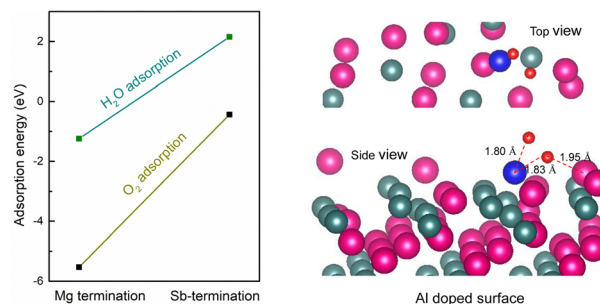 Adsorption energy (eV)
2
0
-2
-4
-6
H₂O adsorption
O₂ adsorption
Mg termination
Sb-termination
Top view
Side view
1.80 Å
1.83 Å
1.95 Å
Al doped surface